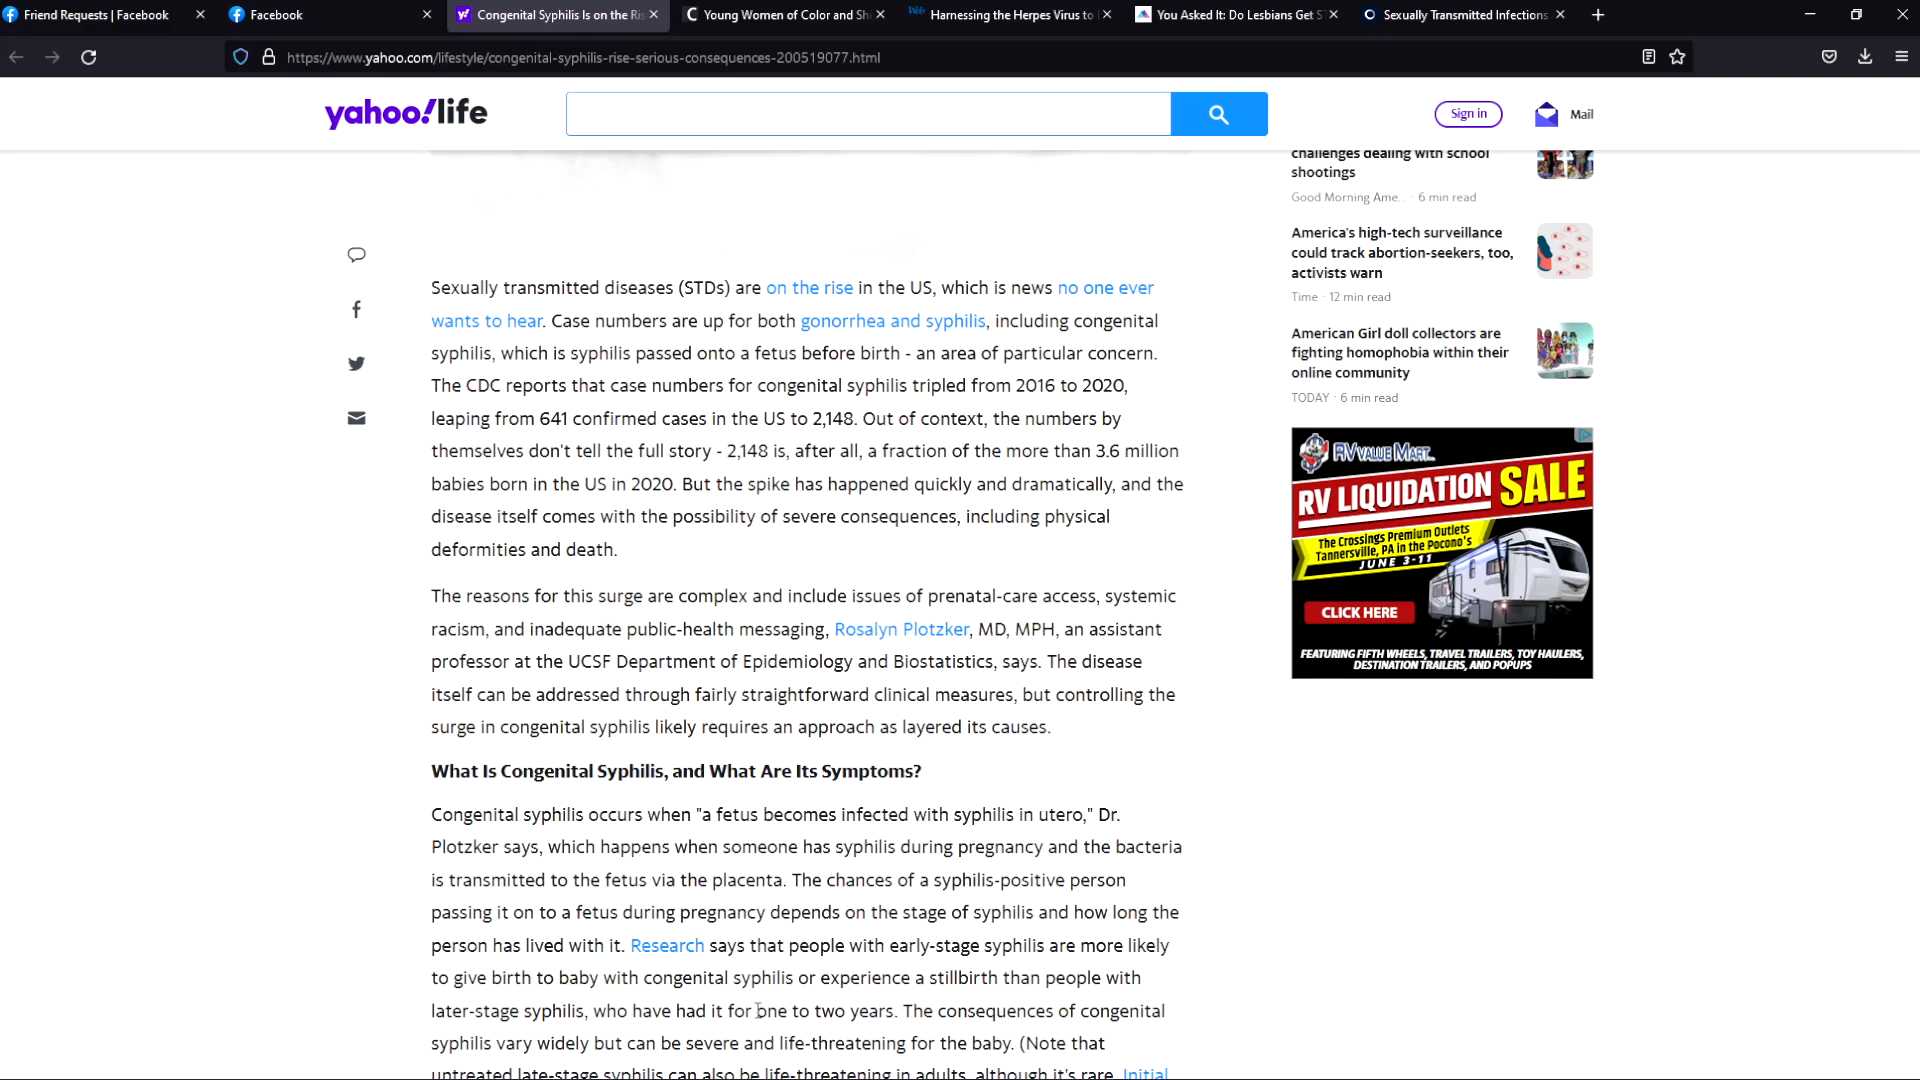 Friend Requests | Facebook
Facebook
Congenital Syphilis Is on the Ris
Young Women of Color and Sh
Harnessing the Herpes Virus to
You Asked It: Do Lesbians Get S
Sexually Transmitted Infections
https://www.yahoo.com/lifestyle/congenital-syphilis-rise-serious-consequences-200519077.html
yahoo!life
Sign in
Mail
challenges dealing with school
shootings
Good Morning Ame... · 6 min read
America's high-tech surveillance
could track abortion-seekers, too,
activists warn
Time · 12 min read
American Girl doll collectors are
fighting homophobia within their
online community
TODAY · 6 min read
RV VALUE MART
RV LIQUIDATION SALE
The Crossings Premium Outlets
Tannersville, PA in the Pocono's
JUNE 3-11
CLICK HERE
FEATURING FIFTH WHEELS, TRAVEL TRAILERS, TOY HAULERS,
DESTINATION TRAILERS, AND POPUPS
Sexually transmitted diseases (STDs) are on the rise in the US, which is news no one ever
wants to hear. Case numbers are up for both gonorrhea and syphilis, including congenital
syphilis, which is syphilis passed onto a fetus before birth - an area of particular concern.
The CDC reports that case numbers for congenital syphilis tripled from 2016 to 2020,
leaping from 641 confirmed cases in the US to 2,148. Out of context, the numbers by
themselves don't tell the full story - 2,148 is, after all, a fraction of the more than 3.6 million
babies born in the US in 2020. But the spike has happened quickly and dramatically, and the
disease itself comes with the possibility of severe consequences, including physical
deformities and death.
The reasons for this surge are complex and include issues of prenatal-care access, systemic
racism, and inadequate public-health messaging, Rosalyn Plotzker, MD, MPH, an assistant
professor at the UCSF Department of Epidemiology and Biostatistics, says. The disease
itself can be addressed through fairly straightforward clinical measures, but controlling the
surge in congenital syphilis likely requires an approach as layered its causes.
What Is Congenital Syphilis, and What Are Its Symptoms?
Congenital syphilis occurs when "a fetus becomes infected with syphilis in utero," Dr.
Plotzker says, which happens when someone has syphilis during pregnancy and the bacteria
is transmitted to the fetus via the placenta. The chances of a syphilis-positive person
passing it on to a fetus during pregnancy depends on the stage of syphilis and how long the
person has lived with it. Research says that people with early-stage syphilis are more likely
to give birth to baby with congenital syphilis or experience a stillbirth than people with
later-stage syphilis, who have had it for one to two years. The consequences of congenital
syphilis vary widely but can be severe and life-threatening for the baby. (Note that
untreated late-stage syphilis can also be life-threatening in adults, although it's rare. Initial